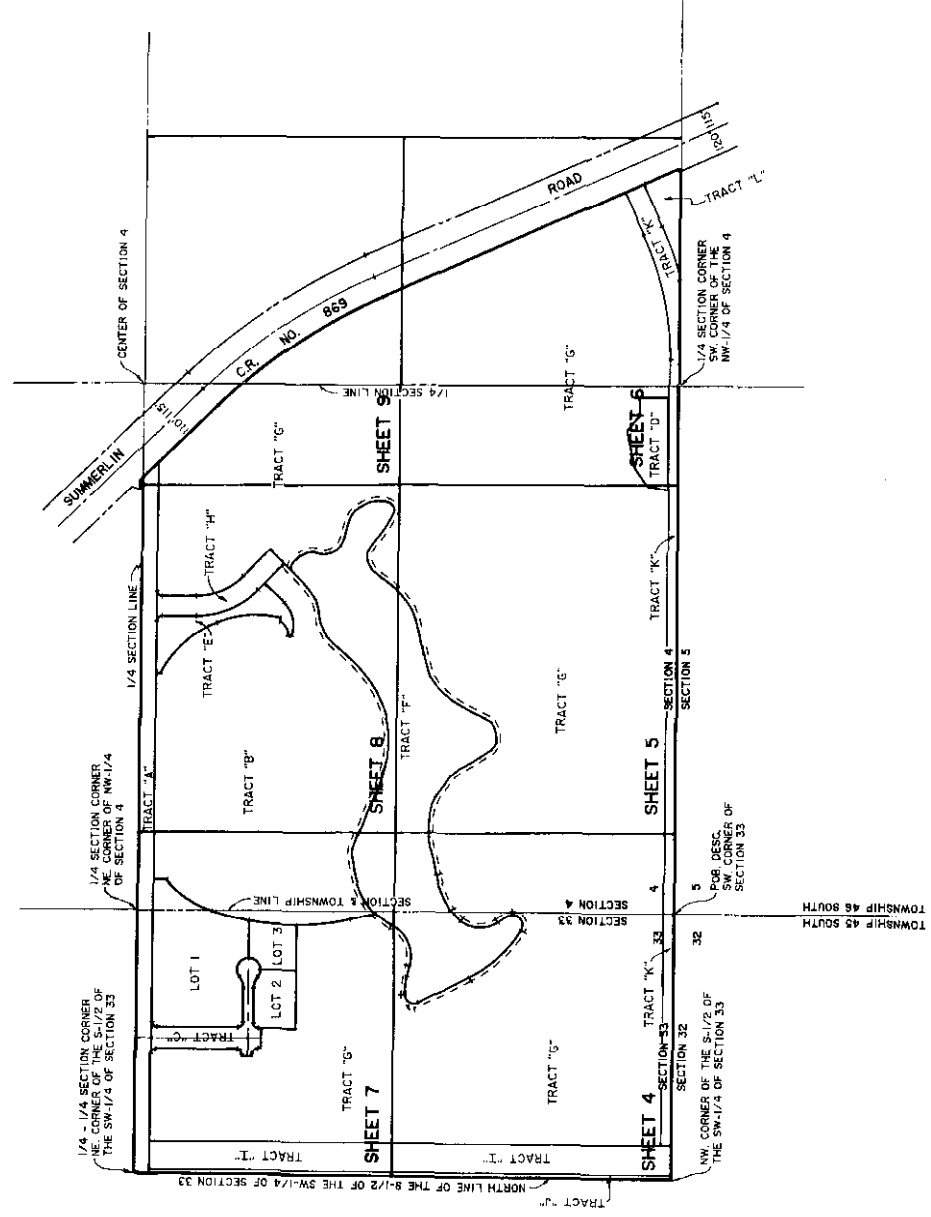 CENTER OF SECTION 4
SUMMERLIN
C.R. NO. 869
ROAD
110' 115'
120' 115'
TRACT "L"
TRACT "K"
1/4 SECTION CORNER
SW. CORNER OF THE
NW-1/4 OF SECTION 4
1/4 SECTION LINE
TRACT "G"
TRACT "G"
SHEET 9
SHEET 6
TRACT "D"
1/4 SECTION LINE
TRACT "H"
TRACT "E"
TRACT "K"
SECTION 4
SECTION 5
1/4 SECTION CORNER
NE. CORNER OF NW-1/4
OF SECTION 4
TRACT "A"
TRACT "B"
SHEET 8
TRACT "F"
TRACT "G"
SHEET 5
SECTION & TOWNSHIP LINE
SECTION 4
SECTION 33
4
5
33
32
POB. DESC.
SW. CORNER OF
SECTION 33
TOWNSHIP 46 SOUTH
TOWNSHIP 45 SOUTH
LOT 1
LOT 2
LOT 3
TRACT "C"
1/4 - 1/4 SECTION CORNER
NE. CORNER OF THE S-1/2 OF
THE SW-1/4 OF SECTION 33
TRACT "G"
SHEET 7
TRACT "G"
TRACT "K"
SECTION 33
SECTION 32
SHEET 4
TRACT "I"
TRACT "I"
NORTH LINE OF THE S-1/2 OF THE SW-1/4 OF SECTION 33
TRACT "J"
NW. CORNER OF THE S-1/2 OF
THE SW-1/4 OF SECTION 33